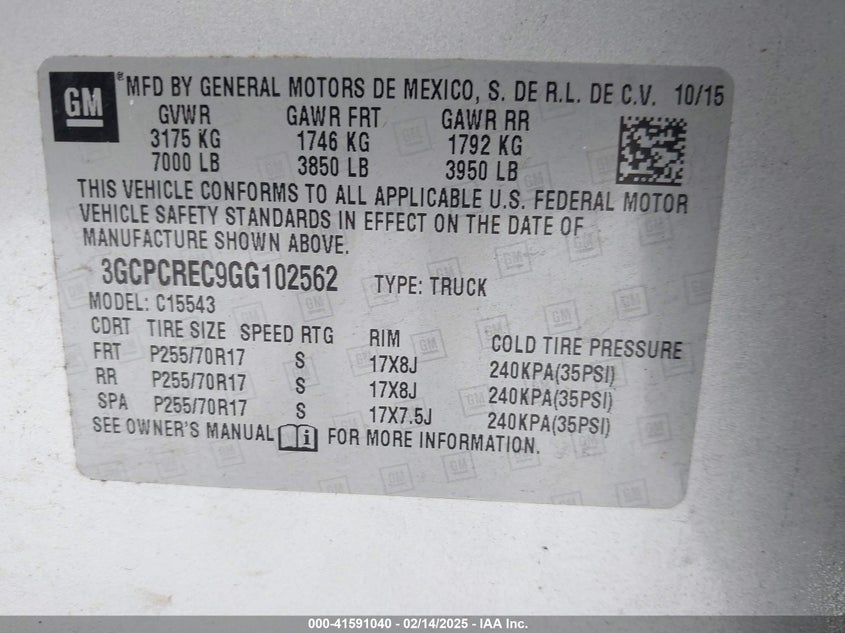 GM ® MFD BY GENERAL MOTORS DE MEXICO, S. DE R.L. DE C.V. 10/15
GVWR GAWR FRT GAWR RR
3175 KG 1746 KG 1792 KG
7000 LB 3850 LB 3950 LB
THIS VEHICLE CONFORMS TO ALL APPLICABLE U.S. FEDERAL MOTOR
VEHICLE SAFETY STANDARDS IN EFFECT ON THE DATE OF
MANUFACTURE SHOWN ABOVE.
3GCPCREC9GG102562 TYPE: TRUCK
MODEL: C15543
CDRT TIRE SIZE SPEED RTG RIM COLD TIRE PRESSURE
FRT P255/70R17 S 17X8J 240KPA(35PSI)
RR P255/70R17 S 17X8J 240KPA(35PSI)
SPA P255/70R17 S 17X7.5J 240KPA(35PSI)
SEE OWNER'S MANUAL i FOR MORE INFORMATION.
000-41591040 - 02/14/2025 - IAA Inc.